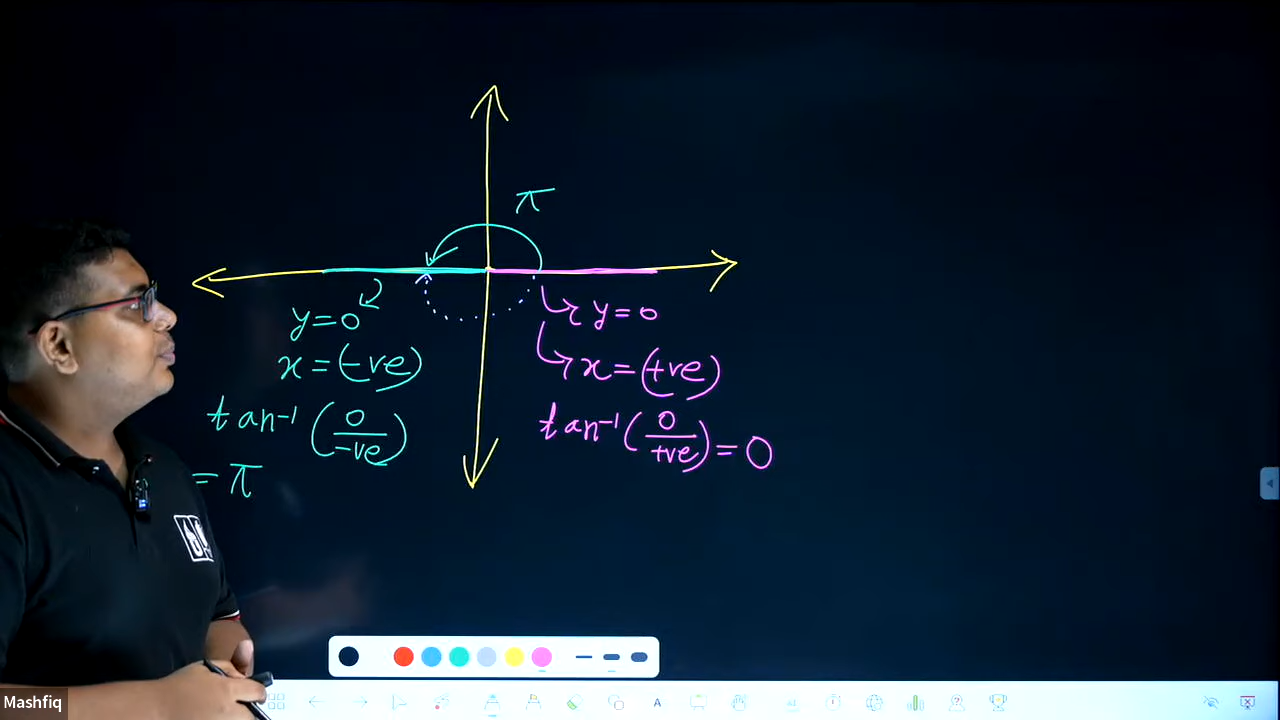 π
y=0
x=(-ve)
tan⁻¹(0/-ve)
=π
y=0
x=(+ve)
tan⁻¹(0/+ve)=0
A
Mashfiq